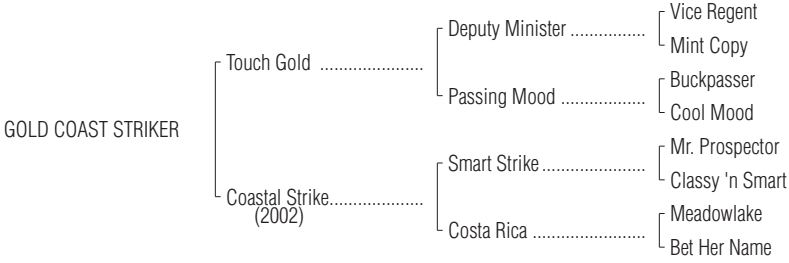 Vice Regent
Deputy Minister ................
Mint Copy
Touch Gold ......................
Buckpasser
Passing Mood ..................
Cool Mood
GOLD COAST STRIKER
Mr. Prospector
Smart Strike......................
Classy 'n Smart
Coastal Strike....................
(2002)
Meadowlake
Costa Rica ........................
Bet Her Name